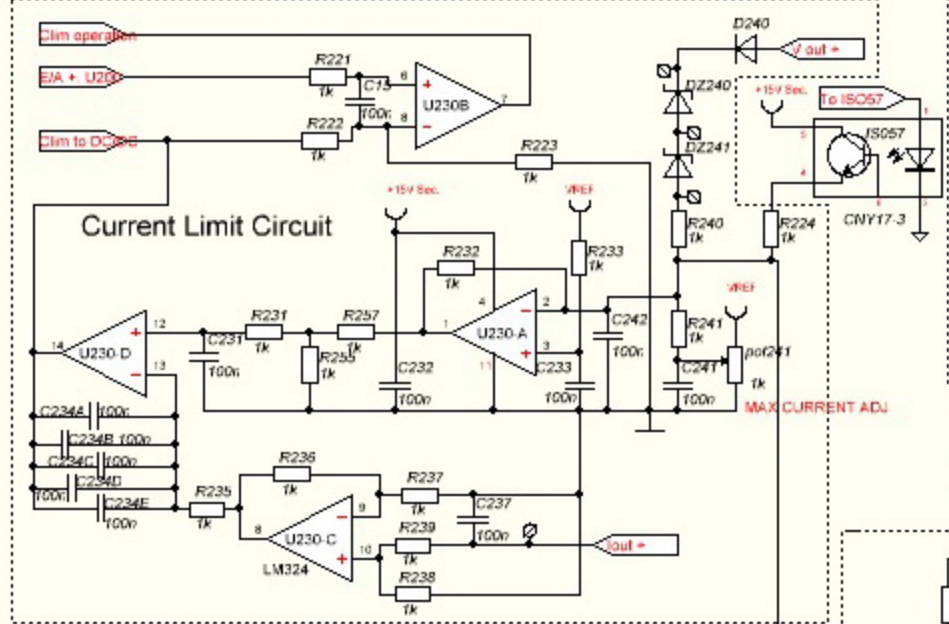 D240
Clim operation
V out +
R221
E/A +. U200
6
DZ240
+15V Sec.
To ISO57
1k
C15
U230B
7
100n
8
1
R222
5
ISO57
Clim to DC/DC
DZ241
1k
R223
1k
+15V Sec.
VREF
4
6
2
R240
R224
CNY17-3
Current Limit Circuit
1k
1k
R232
R233
1k
1k
VREF
4
2
R231
R257
1
U230-A
C242
R241
12
C231
1k
1k
3
100n
1k
pot241
14
U230-D
R255
11
C233
C241
13
100n
1k
C232
1k
100n
100n
100n
C234A
100n
MAX CURRENT ADJ
C234B
100n
C234C
100n
R236
C234D
1k
R237
100n
C234E
R235
9
1k
C237
100n
1k
8
U230-C
R239
100n
10
1k
Iout +
LM324
R238
1k